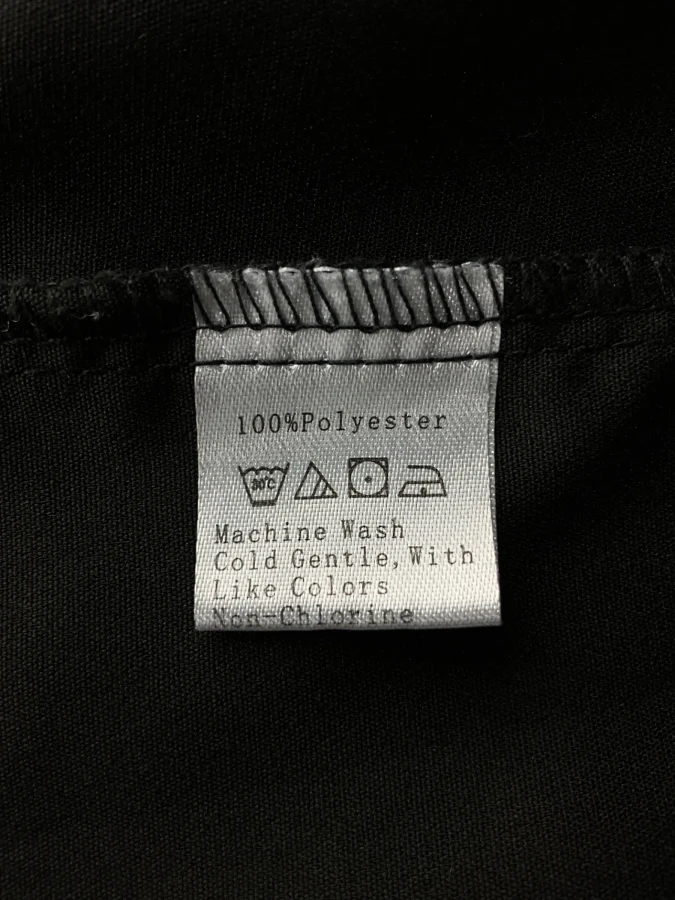 100%Polyester
30°C
Machine Wash
Cold Gentle, With
Like Colors
Non-Chlorine